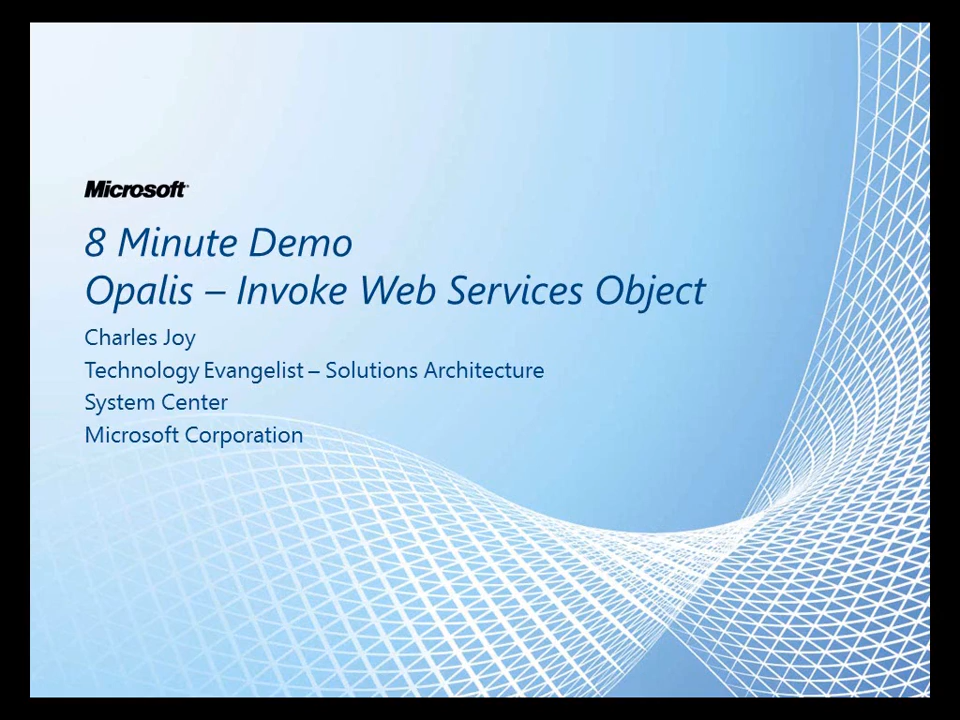 Microsoft
8 Minute Demo
Opalis – Invoke Web Services Object
Charles Joy
Technology Evangelist – Solutions Architecture
System Center
Microsoft Corporation